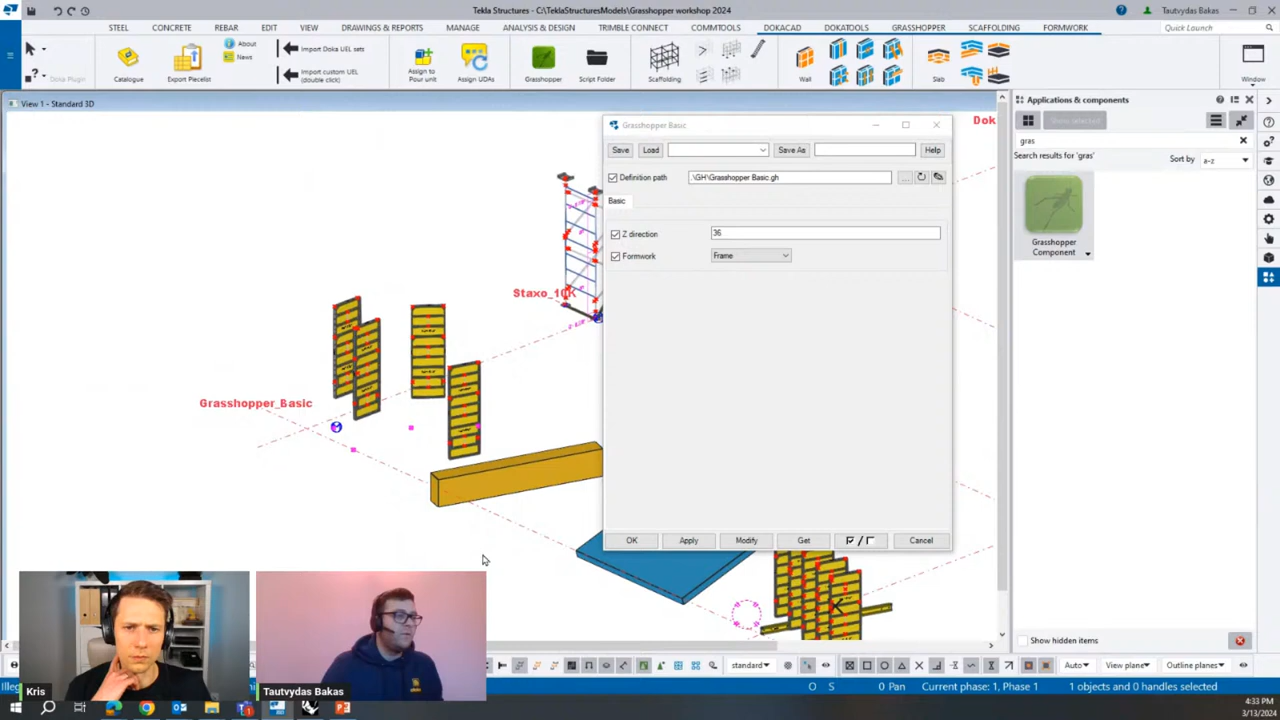 Tekla Structures - C:\TeklaStructuresModels\Grasshopper workshop 2024
Tautvydas Bakas
STEEL CONCRETE REBAR EDIT VIEW DRAWINGS & REPORTS MANAGE ANALYSIS & DESIGN TRIMBLE CONNECT COMMTOOLS DOKACAD DOKATOOLS GRASSHOPPER SCAFFOLDING FORMWORK Quick Launch
About
News
Import Doka UEL sets
Import custom UEL
(double click)
Doka Plugin
Catalogue
Export Piecelist
Assign to
Pour unit
Assign UDAs
Grasshopper
Script Folder
Scaffolding
Wall
Slab
Window
View 1 - Standard 3D
Applications & components
Show selected
gras
Search results for 'gras'
Sort by a-z
Grasshopper
Component
Show hidden items
Dok
Staxo_10K
Grasshopper_Basic
Grasshopper Basic
Save Load Save As Help
Definition path .\GH\Grasshopper Basic.gh ...
Basic
Z direction 36
Formwork Frame
OK Apply Modify Get / Cancel
Kris
Tautvydas Bakas
standard
Auto View plane Outline planes
O S 0 Pan Current phase: 1, Phase 1 1 objects and 0 handles selected
4:33 PM
3/13/2024